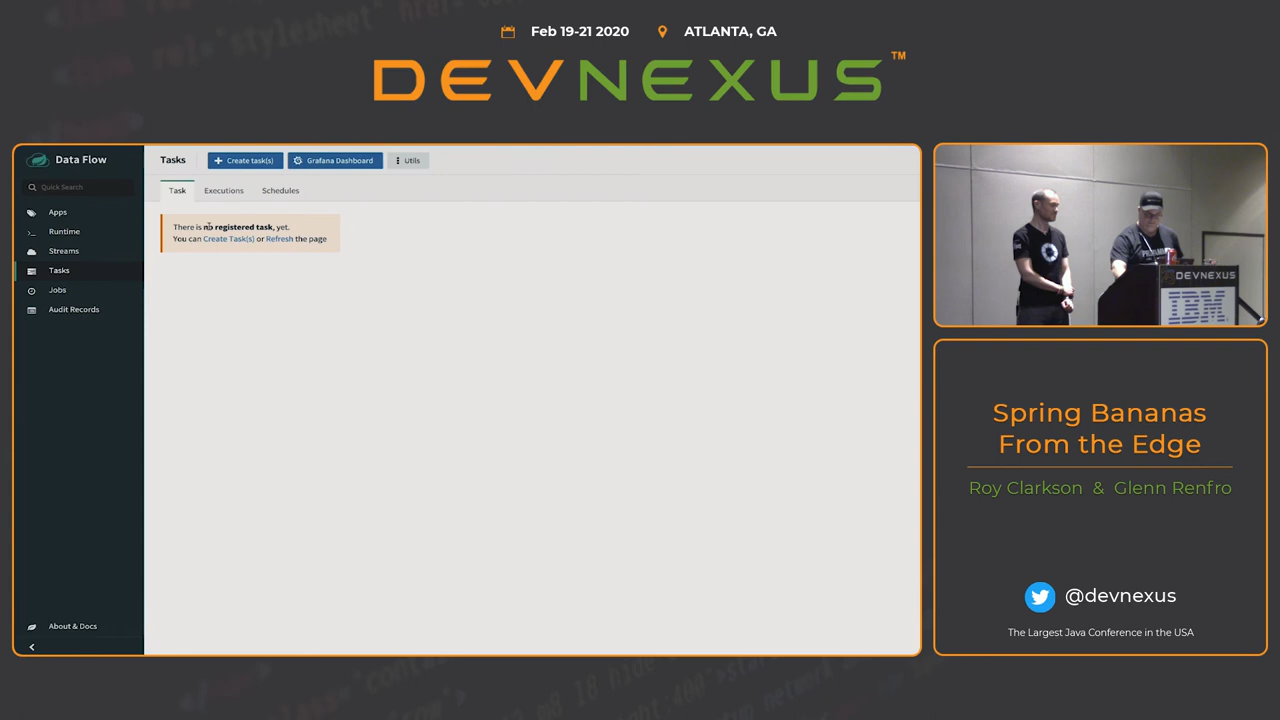 Feb 19-21 2020
ATLANTA, GA
DEVNEXUS™
Data Flow
Quick Search
Apps
Runtime
Streams
Tasks
Jobs
Audit Records
About & Docs
Tasks
Create task(s)
Grafana Dashboard
Utils
Task
Executions
Schedules
There is no registered task, yet.
You can Create Task(s) or Refresh the page
DEVNEXUS
IBM
Spring Bananas
From the Edge
Roy Clarkson & Glenn Renfro
@devnexus
The Largest Java Conference in the USA